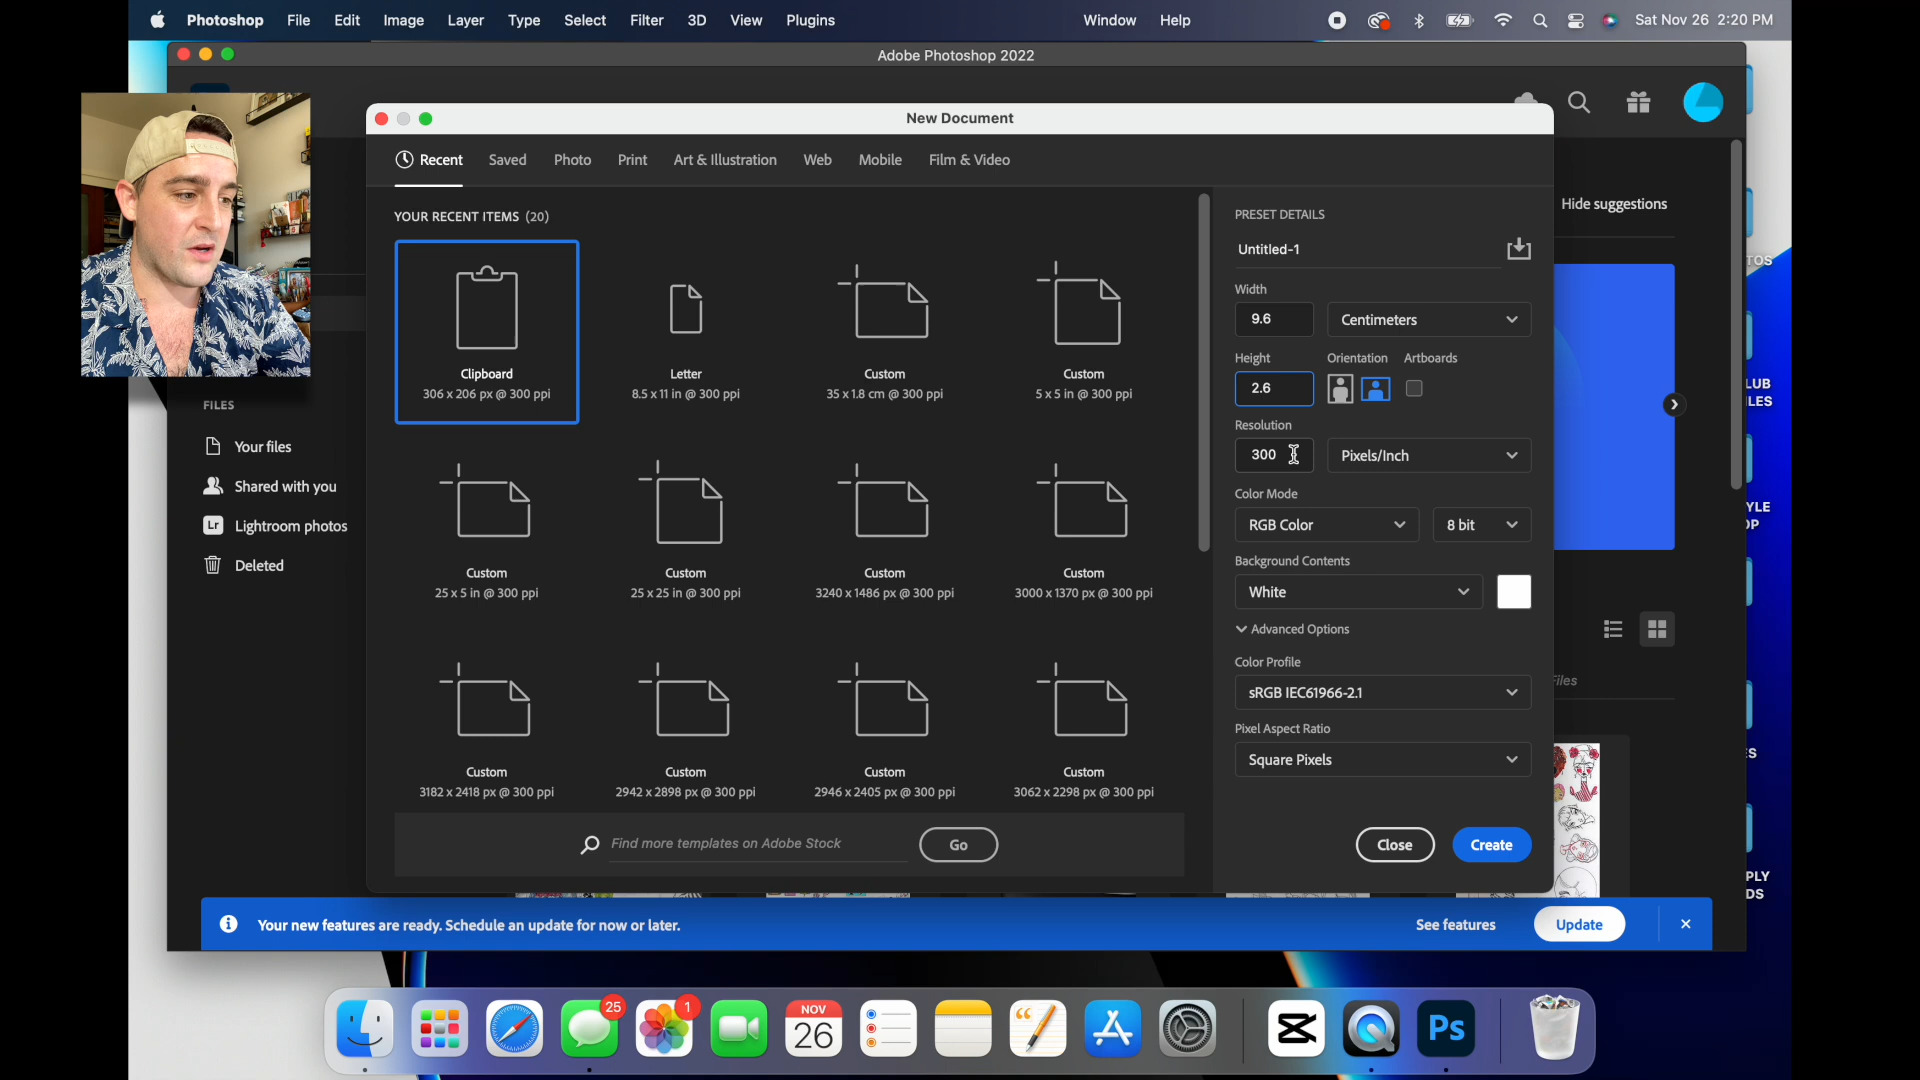 Photoshop File Edit Image Layer Type Select Filter 3D View Plugins Window Help Sat Nov 26 2:20 PM
Adobe Photoshop 2022
New Document
Recent Saved Photo Print Art & Illustration Web Mobile Film & Video
YOUR RECENT ITEMS (20)
Clipboard
306 x 206 px @ 300 ppi
Letter
8.5 x 11 in @ 300 ppi
Custom
35 x 1.8 cm @ 300 ppi
Custom
5 x 5 in @ 300 ppi
Custom
25 x 5 in @ 300 ppi
Custom
25 x 25 in @ 300 ppi
Custom
3240 x 1486 px @ 300 ppi
Custom
3000 x 1370 px @ 300 ppi
Custom
3182 x 2418 px @ 300 ppi
Custom
2942 x 2898 px @ 300 ppi
Custom
2946 x 2405 px @ 300 ppi
Custom
3062 x 2298 px @ 300 ppi
Find more templates on Adobe Stock Go
PRESET DETAILS
Untitled-1
Width
9.6 Centimeters
Height Orientation Artboards
2.6
Resolution
300 Pixels/Inch
Color Mode
RGB Color 8 bit
Background Contents
White
Advanced Options
Color Profile
sRGB IEC61966-2.1
Pixel Aspect Ratio
Square Pixels
Close Create
FILES
Your files
Shared with you
Lr Lightroom photos
Deleted
Hide suggestions
TOS
LUB
ILES
YLE
OP
Files
ES
PLY
DS
Your new features are ready. Schedule an update for now or later.
See features Update
25
1
NOV
26
Ps